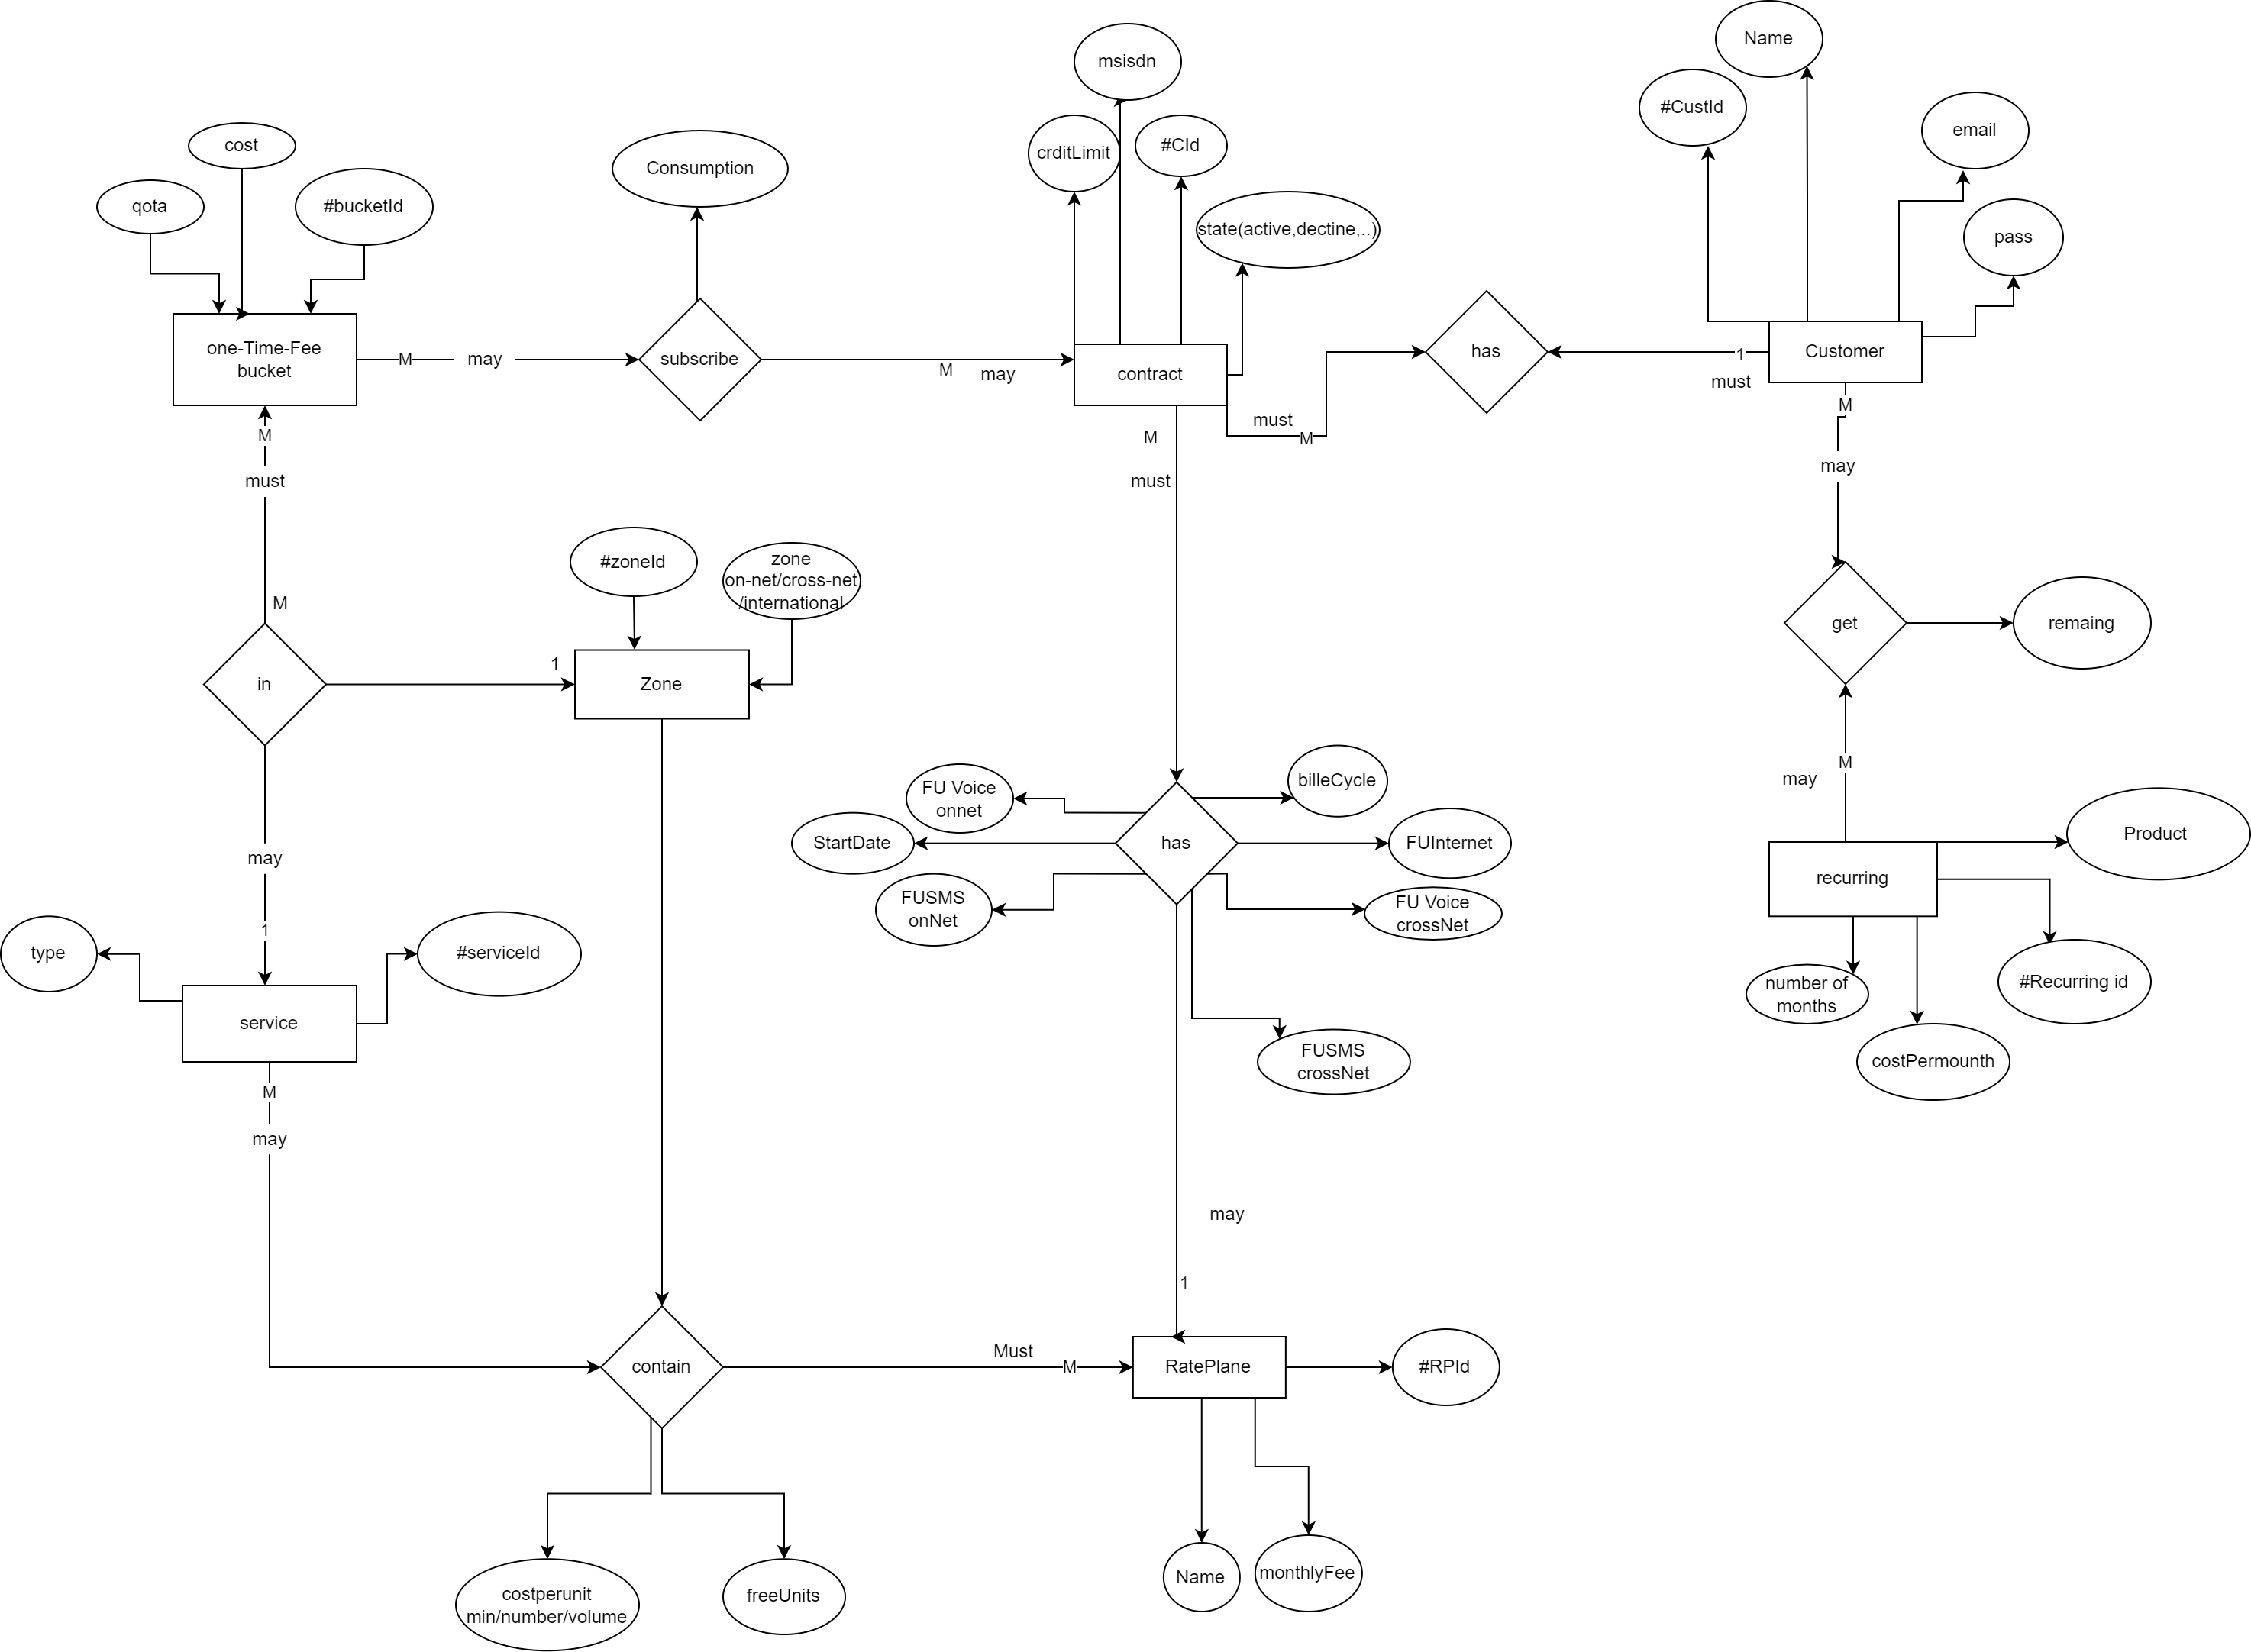 Name
msisdn
#CustId
email
cost
#CId
crditLimit
Consumption
qota
#bucketId
state(active,dectine,..)
pass
one-Time-Fee
bucket
M
may
subscribe
M
may
contract
has
1
must
Customer
must
M
M
M
must
M
must
may
#zoneId
zone
on-net/cross-net
/international
M
in
1
Zone
get
remaing
M
may
FU Voice
onnet
billeCycle
StartDate
has
FUInternet
FUSMS
onNet
FU Voice
crossNet
Product
recurring
may
1
type
#serviceId
service
number of
months
#Recurring id
costPermounth
FUSMS
crossNet
M
may
may
1
contain
Must
M
RatePlane
#RPId
costperunit
min/number/volume
freeUnits
Name
monthlyFee